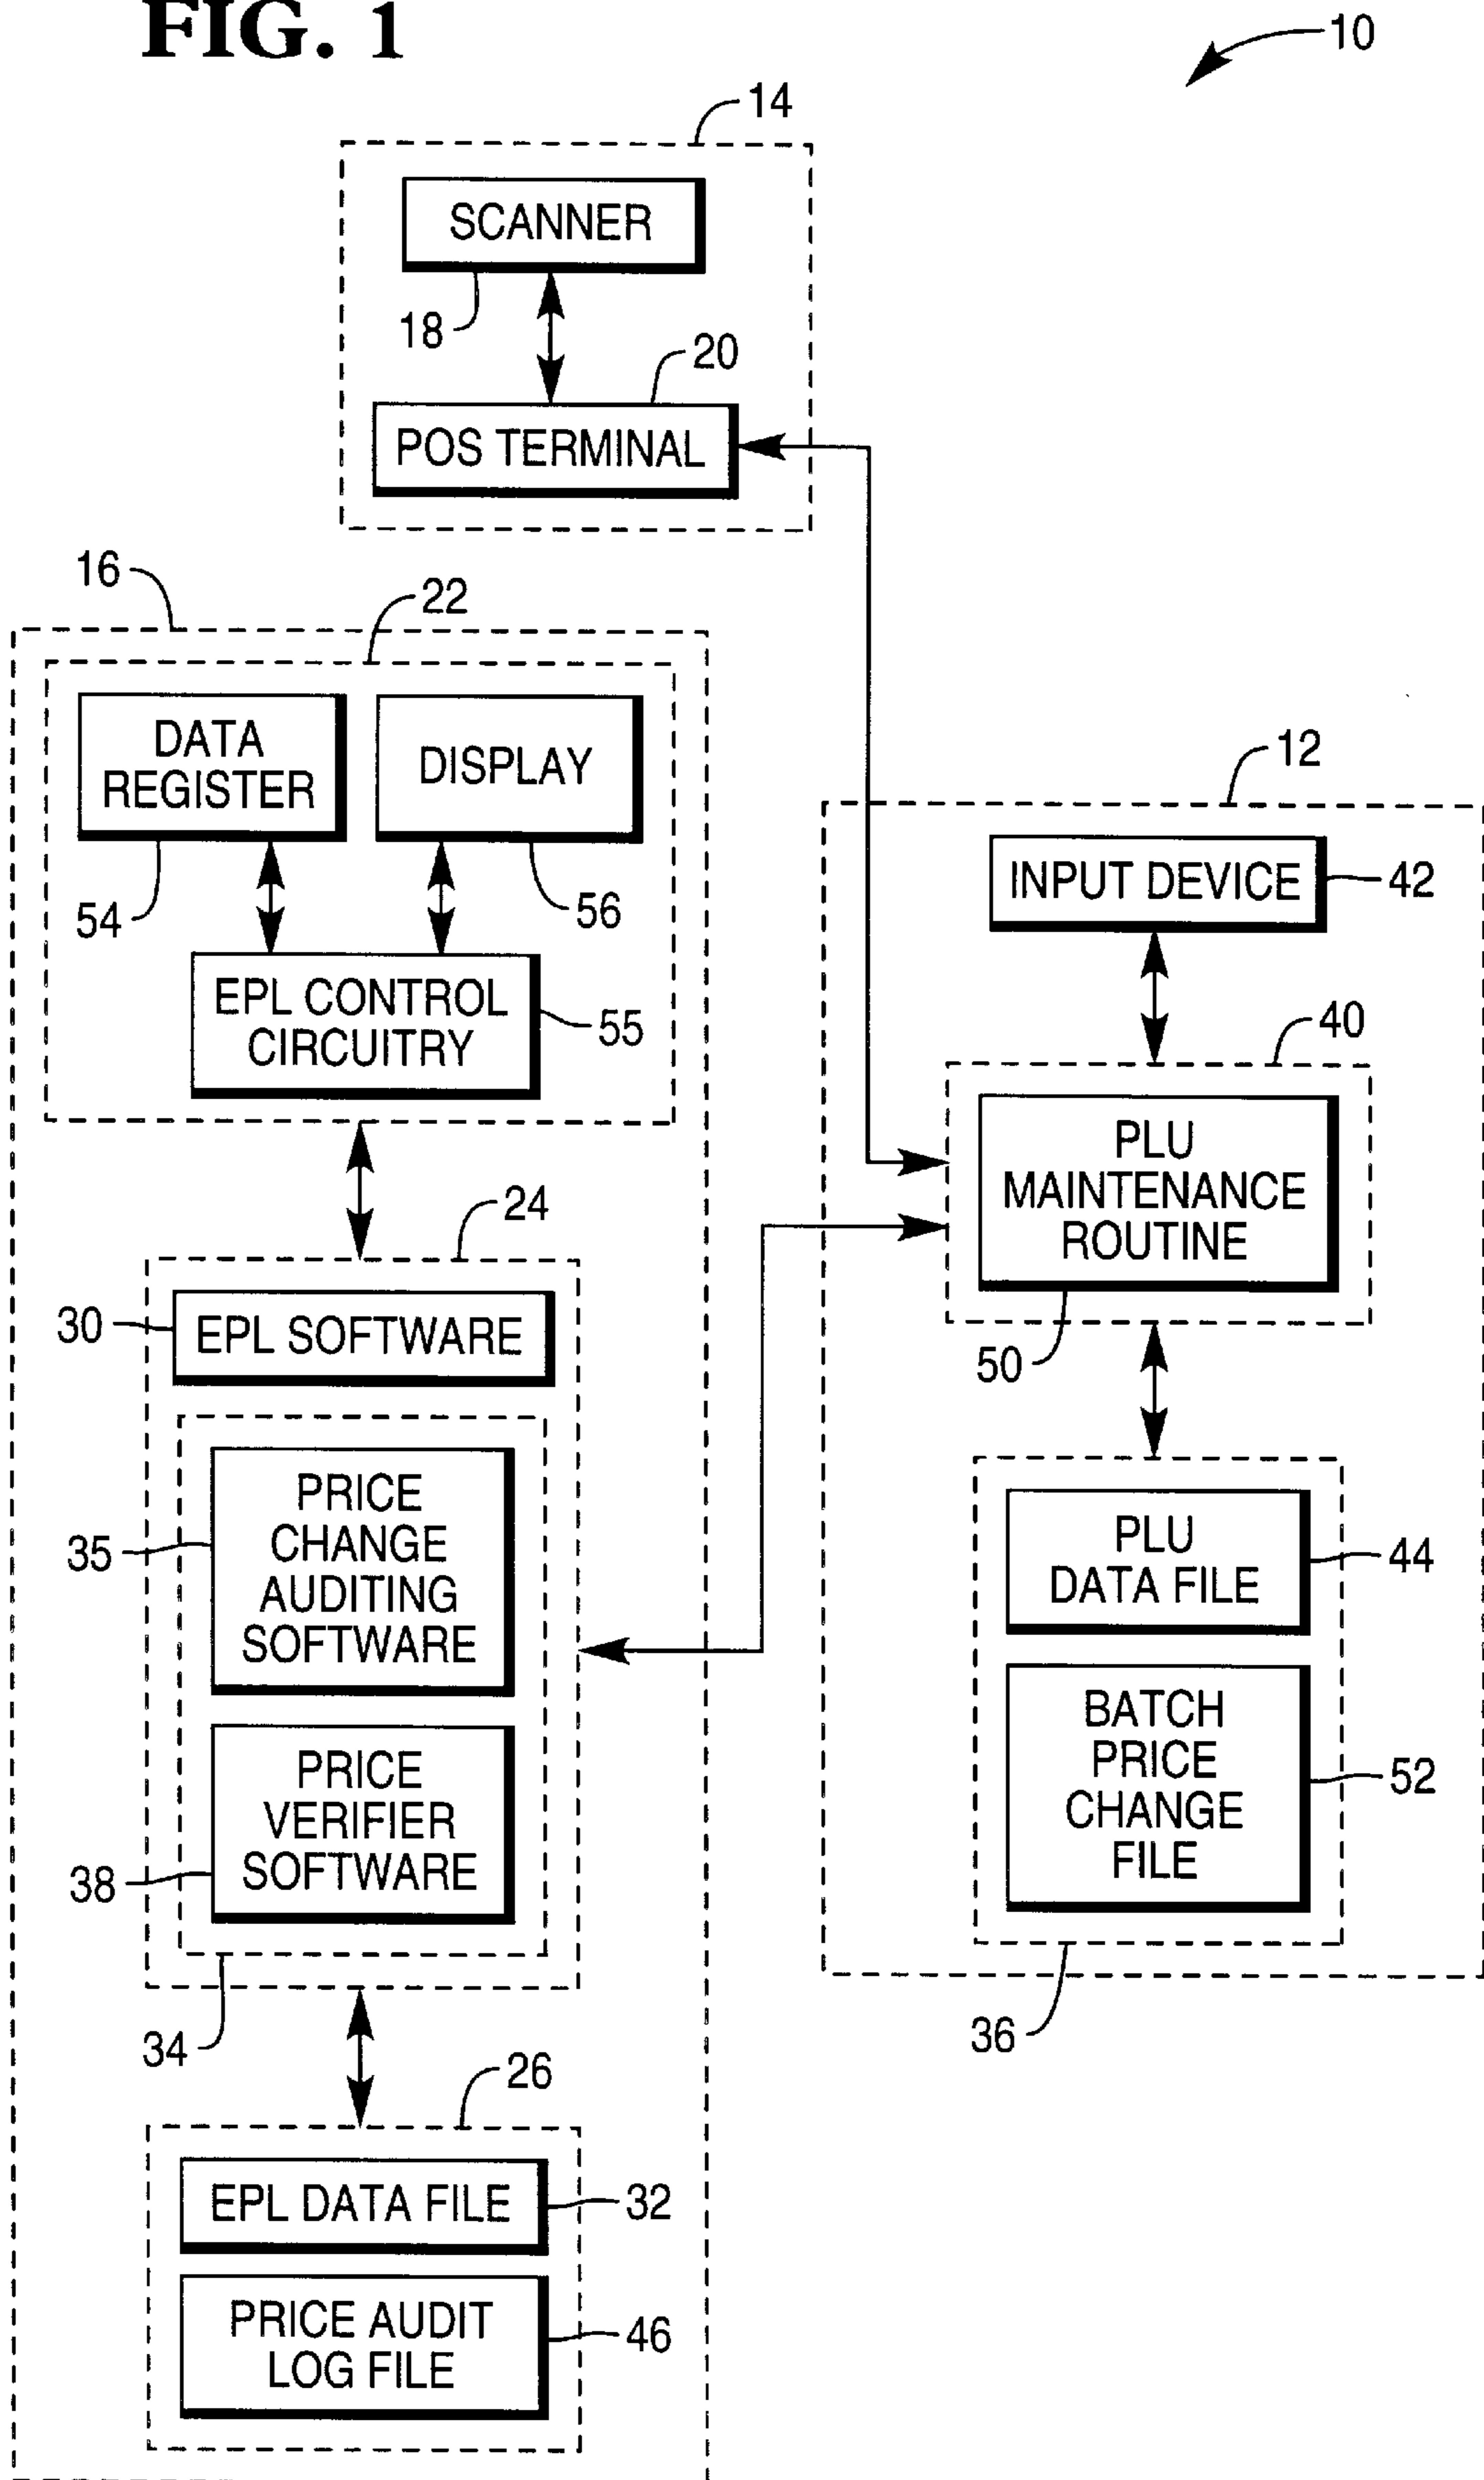 FIG. 1
10
14
SCANNER
18
20
POS TERMINAL
16
22
DATA
REGISTER
DISPLAY
54
56
EPL CONTROL
CIRCUITRY
55
12
INPUT DEVICE
42
40
PLU
MAINTENANCE
ROUTINE
50
24
30
EPL SOFTWARE
35
PRICE
CHANGE
AUDITING
SOFTWARE
38
PRICE
VERIFIER
SOFTWARE
34
PLU
DATA FILE
44
BATCH
PRICE
CHANGE
FILE
52
36
26
EPL DATA FILE
32
PRICE AUDIT
LOG FILE
46